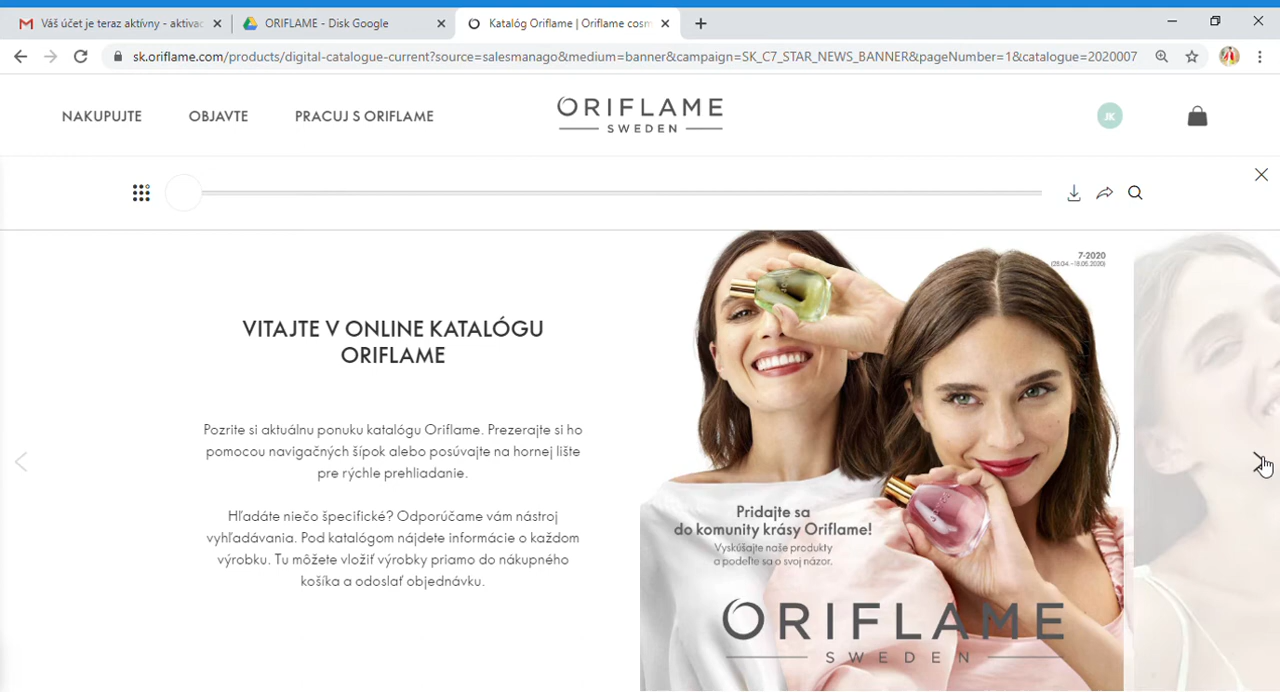 Váš účet je teraz aktívny - aktivac
ORIFLAME - Disk Google
Katalóg Oriflame | Oriflame cosm
sk.oriflame.com/products/digital-catalogue-current?source=salesmanago&medium=banner&campaign=SK_C7_STAR_NEWS_BANNER&pageNumber=1&catalogue=2020007
NAKUPUJTE
OBJAVTE
PRACUJ S ORIFLAME
ORIFLAME
SWEDEN
JK
VITAJTE V ONLINE KATALÓGU
ORIFLAME
Pozrite si aktuálnu ponuku katalógu Oriflame. Prezerajte si ho
pomocou navigačných šípok alebo posúvajte na hornej lište
pre rýchle prehliadanie.
Hľadáte niečo špecifické? Odporúčame vám nástroj
vyhľadávania. Pod katalógom nájdete informácie o každom
výrobku. Tu môžete vložiť výrobky priamo do nákupného
košíka a odoslať objednávku.
7-2020
(28.04.-18.05.2020)
Pridajte sa
do komunity krásy Oriflame!
Vyskúšajte naše produkty
a podeľte sa o svoj názor.
ORIFLAME
SWEDEN